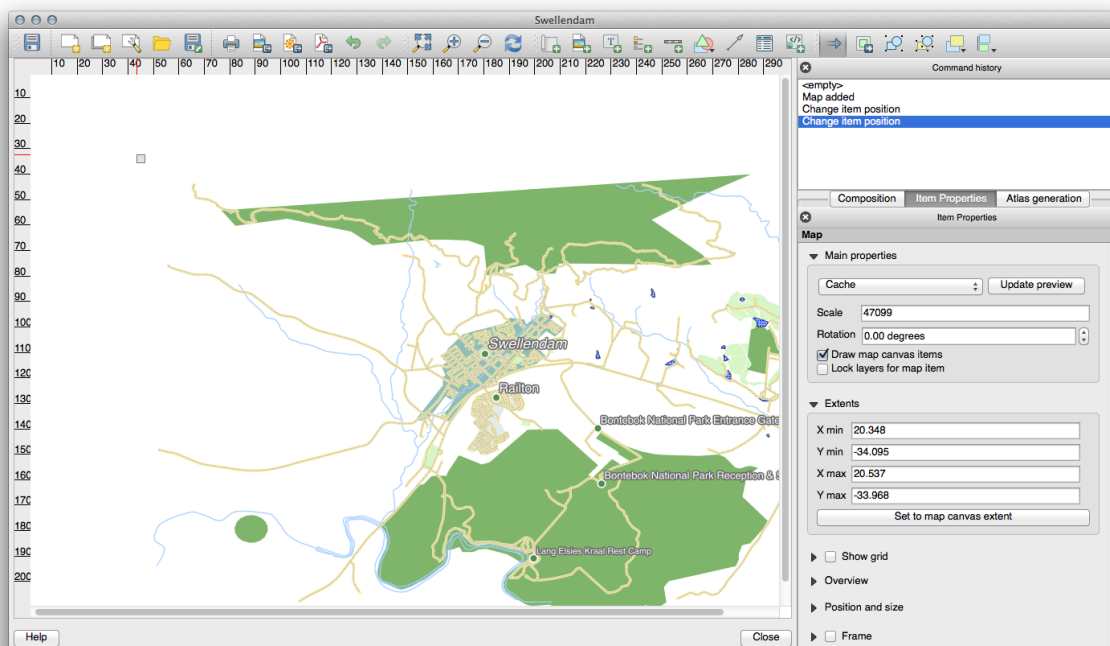 Swellendam
10 20 30 40 50 60 70 80 90 100 110 120 130 140 150 160 170 180 190 200 210 220 230 240 250 260 270 280 290
10
20
30
40
50
60
70
80
90
100
110
120
130
140
150
160
170
180
190
200
Swellendam
Railton
Bontebok National Park Entrance Gate
Bontebok National Park Reception &
Lang Elsies Kraal Rest Camp
Help
Close
Command history
<empty>
Map added
Change item position
Change item position
Composition
Item Properties
Atlas generation
Item Properties
Map
Main properties
Cache
Update preview
Scale 47099
Rotation 0.00 degrees
Draw map canvas items
Lock layers for map item
Extents
X min 20.348
Y min -34.095
X max 20.537
Y max -33.968
Set to map canvas extent
Show grid
Overview
Position and size
Frame